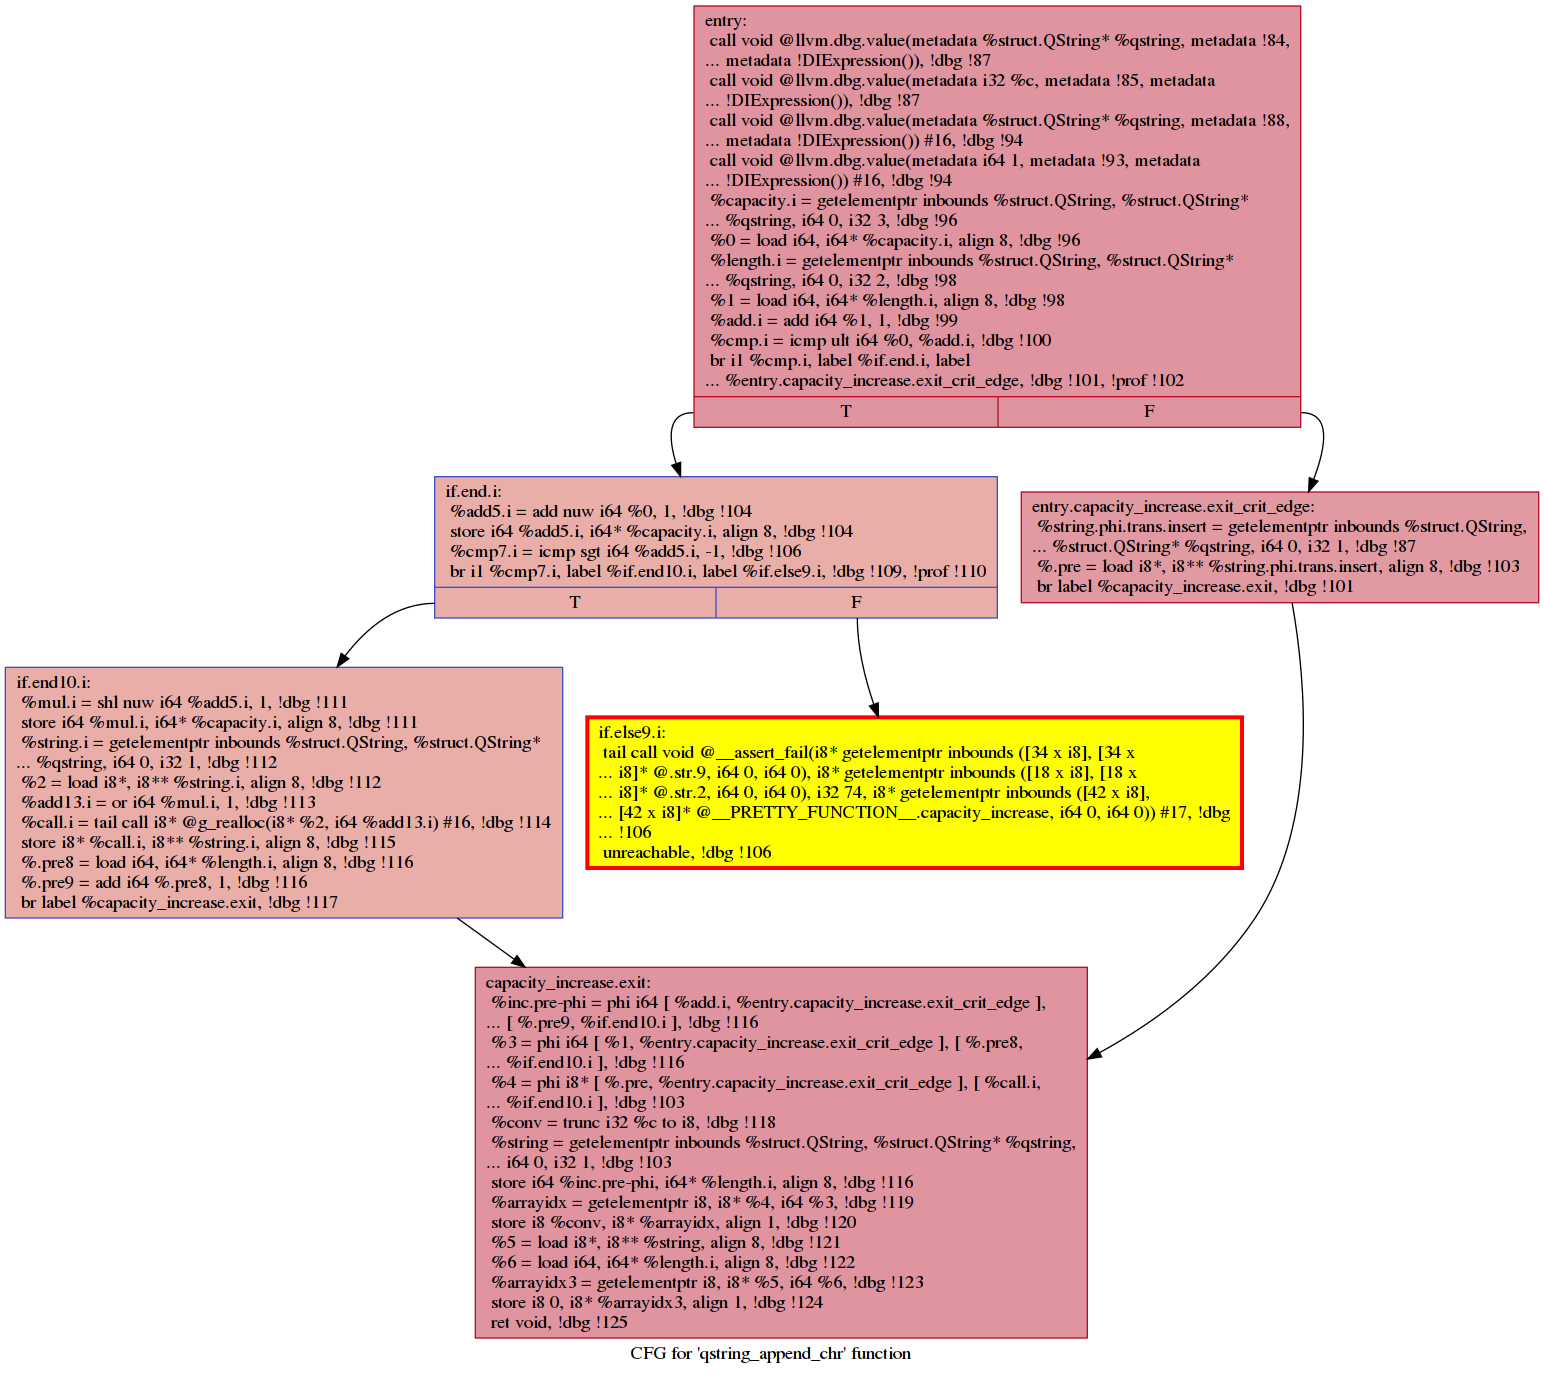 entry:
call void @llvm.dbg.value(metadata %struct.QString* %qstring, metadata !84,
... metadata !DIExpression()), !dbg !87
call void @llvm.dbg.value(metadata i32 %c, metadata !85, metadata
... !DIExpression()), !dbg !87
call void @llvm.dbg.value(metadata %struct.QString* %qstring, metadata !88,
... metadata !DIExpression()) #16, !dbg !94
call void @llvm.dbg.value(metadata i64 1, metadata !93, metadata
... !DIExpression()) #16, !dbg !94
%capacity.i = getelementptr inbounds %struct.QString, %struct.QString*
... %qstring, i64 0, i32 3, !dbg !96
%0 = load i64, i64* %capacity.i, align 8, !dbg !96
%length.i = getelementptr inbounds %struct.QString, %struct.QString*
... %qstring, i64 0, i32 2, !dbg !98
%1 = load i64, i64* %length.i, align 8, !dbg !98
%add.i = add i64 %1, 1, !dbg !99
%cmp.i = icmp ult i64 %0, %add.i, !dbg !100
br i1 %cmp.i, label %if.end.i, label
... %entry.capacity_increase.exit_crit_edge, !dbg !101, !prof !102
T F
if.end.i:
%add5.i = add nuw i64 %0, 1, !dbg !104
store i64 %add5.i, i64* %capacity.i, align 8, !dbg !104
%cmp7.i = icmp sgt i64 %add5.i, -1, !dbg !106
br i1 %cmp7.i, label %if.end10.i, label %if.else9.i, !dbg !109, !prof !110
T F
entry.capacity_increase.exit_crit_edge:
%string.phi.trans.insert = getelementptr inbounds %struct.QString,
... %struct.QString* %qstring, i64 0, i32 1, !dbg !87
%.pre = load i8*, i8** %string.phi.trans.insert, align 8, !dbg !103
br label %capacity_increase.exit, !dbg !101
if.end10.i:
%mul.i = shl nuw i64 %add5.i, 1, !dbg !111
store i64 %mul.i, i64* %capacity.i, align 8, !dbg !111
%string.i = getelementptr inbounds %struct.QString, %struct.QString*
... %qstring, i64 0, i32 1, !dbg !112
%2 = load i8*, i8** %string.i, align 8, !dbg !112
%add13.i = or i64 %mul.i, 1, !dbg !113
%call.i = tail call i8* @g_realloc(i8* %2, i64 %add13.i) #16, !dbg !114
store i8* %call.i, i8** %string.i, align 8, !dbg !115
%.pre8 = load i64, i64* %length.i, align 8, !dbg !116
%.pre9 = add i64 %.pre8, 1, !dbg !116
br label %capacity_increase.exit, !dbg !117
if.else9.i:
tail call void @__assert_fail(i8* getelementptr inbounds ([34 x i8], [34 x
... i8]* @.str.9, i64 0, i64 0), i8* getelementptr inbounds ([18 x i8], [18 x
... i8]* @.str.2, i64 0, i64 0), i32 74, i8* getelementptr inbounds ([42 x i8],
... [42 x i8]* @__PRETTY_FUNCTION__.capacity_increase, i64 0, i64 0)) #17, !dbg
... !106
unreachable, !dbg !106
capacity_increase.exit:
%inc.pre-phi = phi i64 [ %add.i, %entry.capacity_increase.exit_crit_edge ],
... [ %.pre9, %if.end10.i ], !dbg !116
%3 = phi i64 [ %1, %entry.capacity_increase.exit_crit_edge ], [ %.pre8,
... %if.end10.i ], !dbg !116
%4 = phi i8* [ %.pre, %entry.capacity_increase.exit_crit_edge ], [ %call.i,
... %if.end10.i ], !dbg !103
%conv = trunc i32 %c to i8, !dbg !118
%string = getelementptr inbounds %struct.QString, %struct.QString* %qstring,
... i64 0, i32 1, !dbg !103
store i64 %inc.pre-phi, i64* %length.i, align 8, !dbg !116
%arrayidx = getelementptr i8, i8* %4, i64 %3, !dbg !119
store i8 %conv, i8* %arrayidx, align 1, !dbg !120
%5 = load i8*, i8** %string, align 8, !dbg !121
%6 = load i64, i64* %length.i, align 8, !dbg !122
%arrayidx3 = getelementptr i8, i8* %5, i64 %6, !dbg !123
store i8 0, i8* %arrayidx3, align 1, !dbg !124
ret void, !dbg !125
CFG for 'qstring_append_chr' function